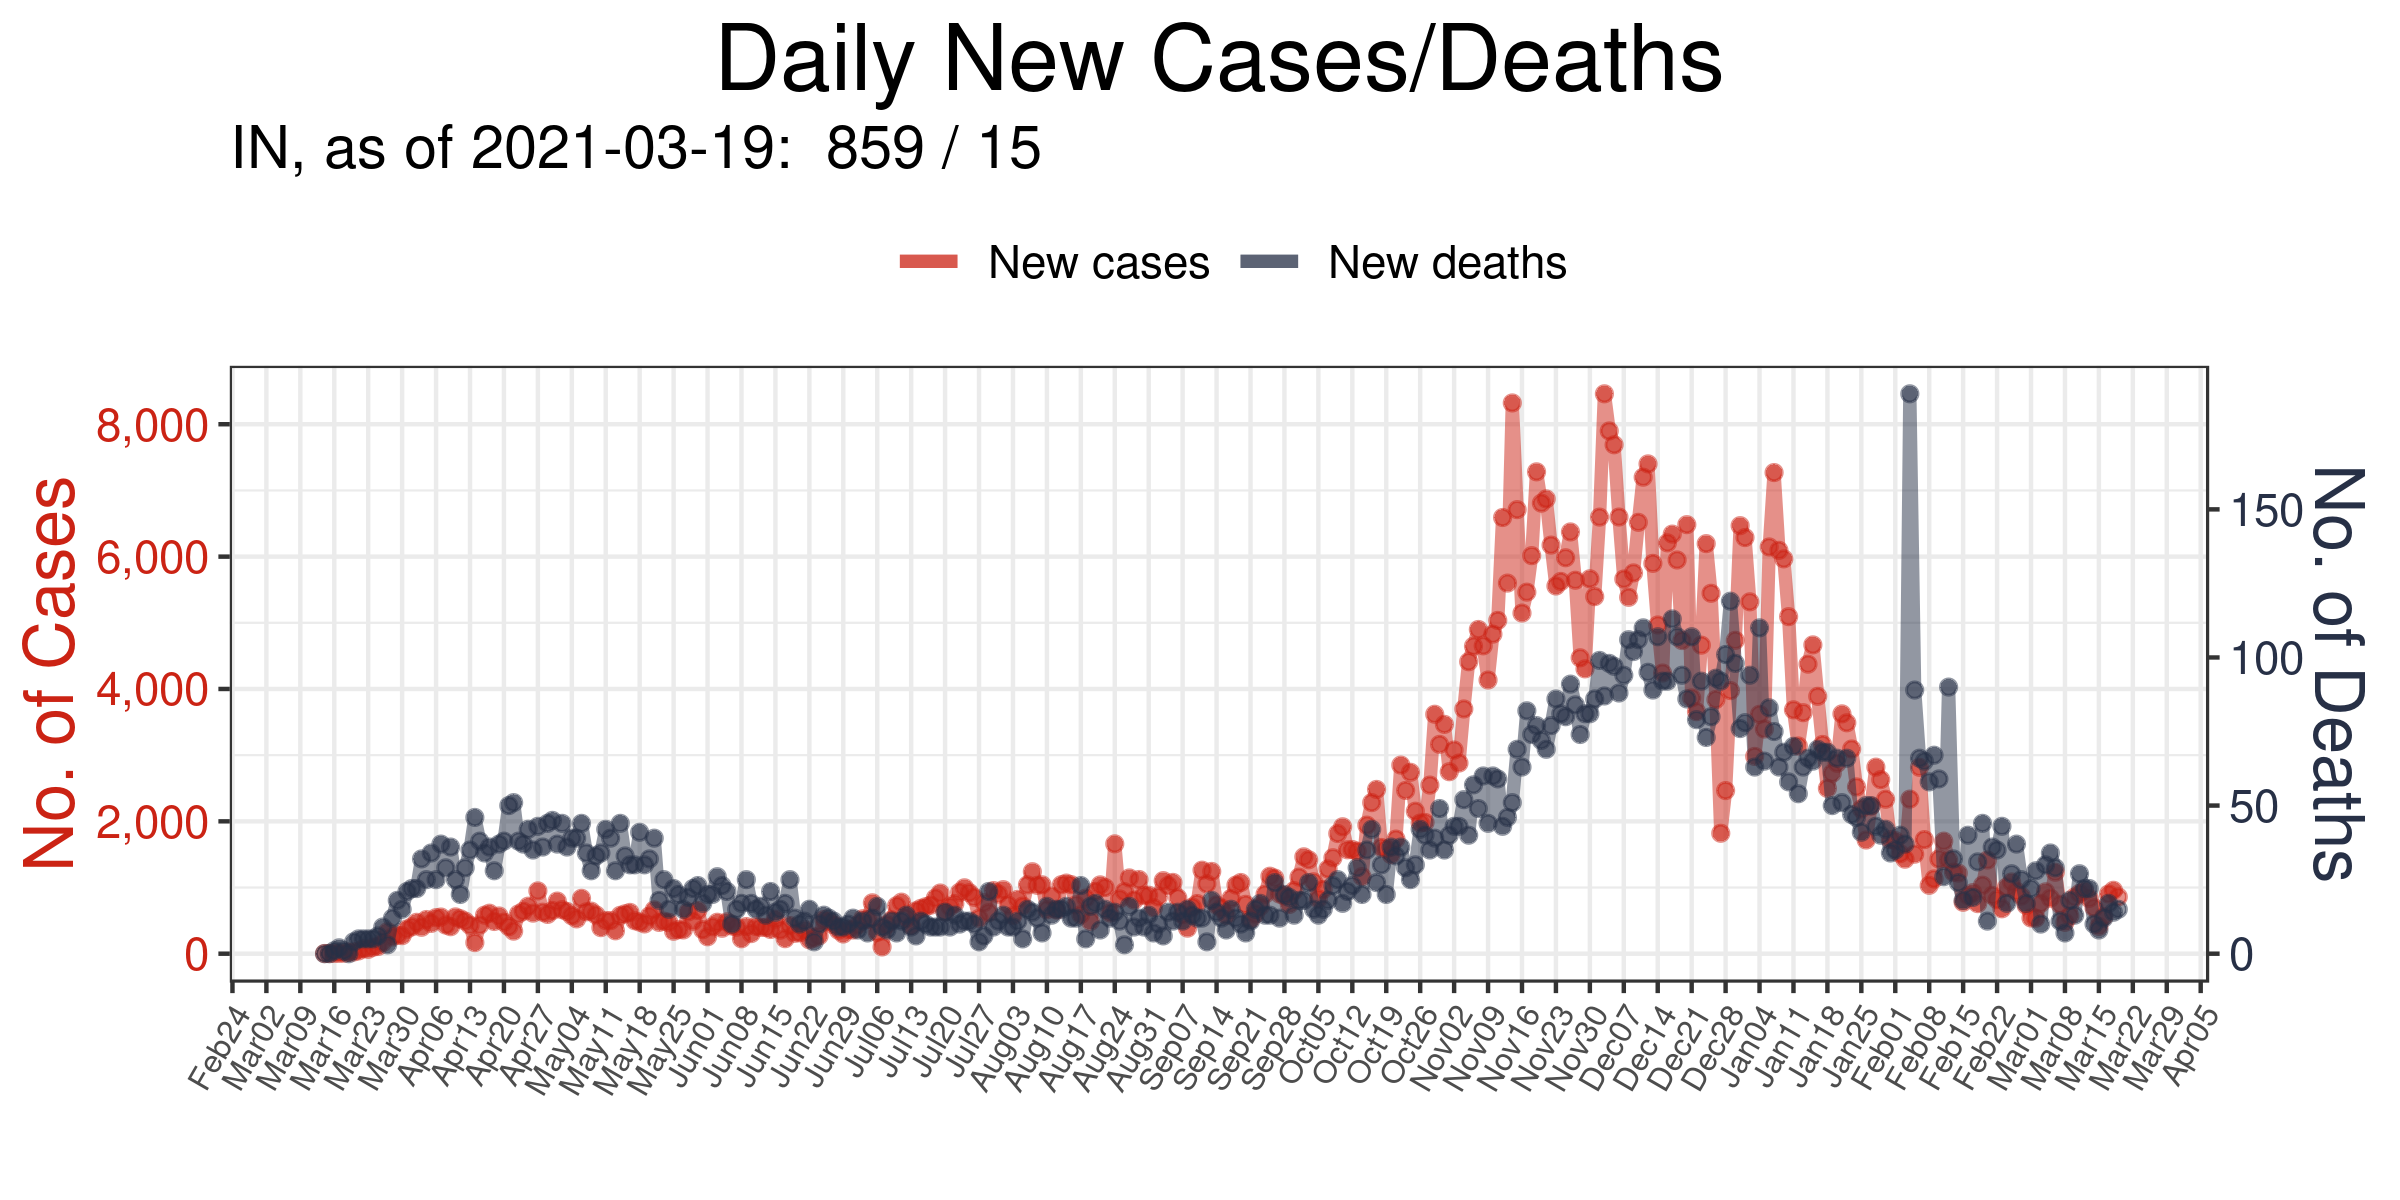 Daily New Cases/Deaths
IN, as of 2021-03-19: 859 / 15
New cases
New deaths
No. of Cases
8,000
6,000
4,000
2,000
0
No. of Deaths
150
100
50
0
Feb24
Mar02
Mar09
Mar16
Mar23
Mar30
Apr06
Apr13
Apr20
Apr27
May04
May11
May18
May25
Jun01
Jun08
Jun15
Jun22
Jun29
Jul06
Jul13
Jul20
Jul27
Aug03
Aug10
Aug17
Aug24
Aug31
Sep07
Sep14
Sep21
Sep28
Oct05
Oct12
Oct19
Oct26
Nov02
Nov09
Nov16
Nov23
Nov30
Dec07
Dec14
Dec21
Dec28
Jan04
Jan11
Jan18
Jan25
Feb01
Feb08
Feb15
Feb22
Mar01
Mar08
Mar15
Mar22
Mar29
Apr05